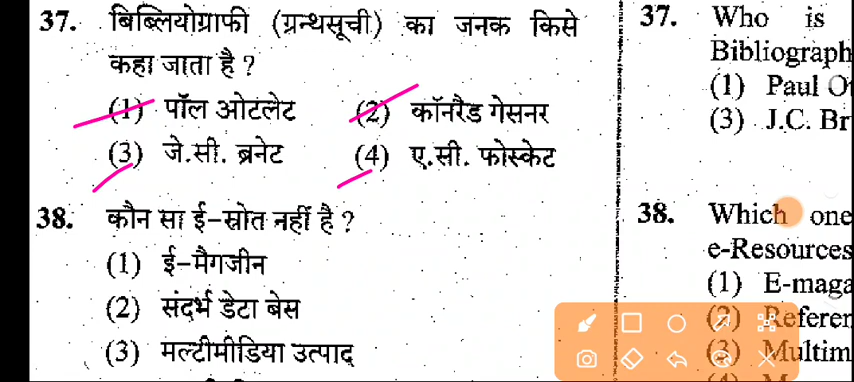 37. बिब्लियोग्राफी (ग्रन्थसूची) का जनक किसे
कहा जाता है ?
(1) पॉल ओटलेट (2) कॉनरैड गेसनर
(3) जे.सी. ब्रनेट (4) ए.सी. फोस्केट
38. कौन सा ई-स्रोत नहीं है ?
(1) ई-मैगजीन
(2) संदर्भ डेटा बेस
(3) मल्टीमीडिया उत्पाद
37. Who is
Bibliograph
(1) Paul O
(3) J.C. Br
38. Which one
e-Resources
(1) E-maga
(2) Referen
(3) Multim